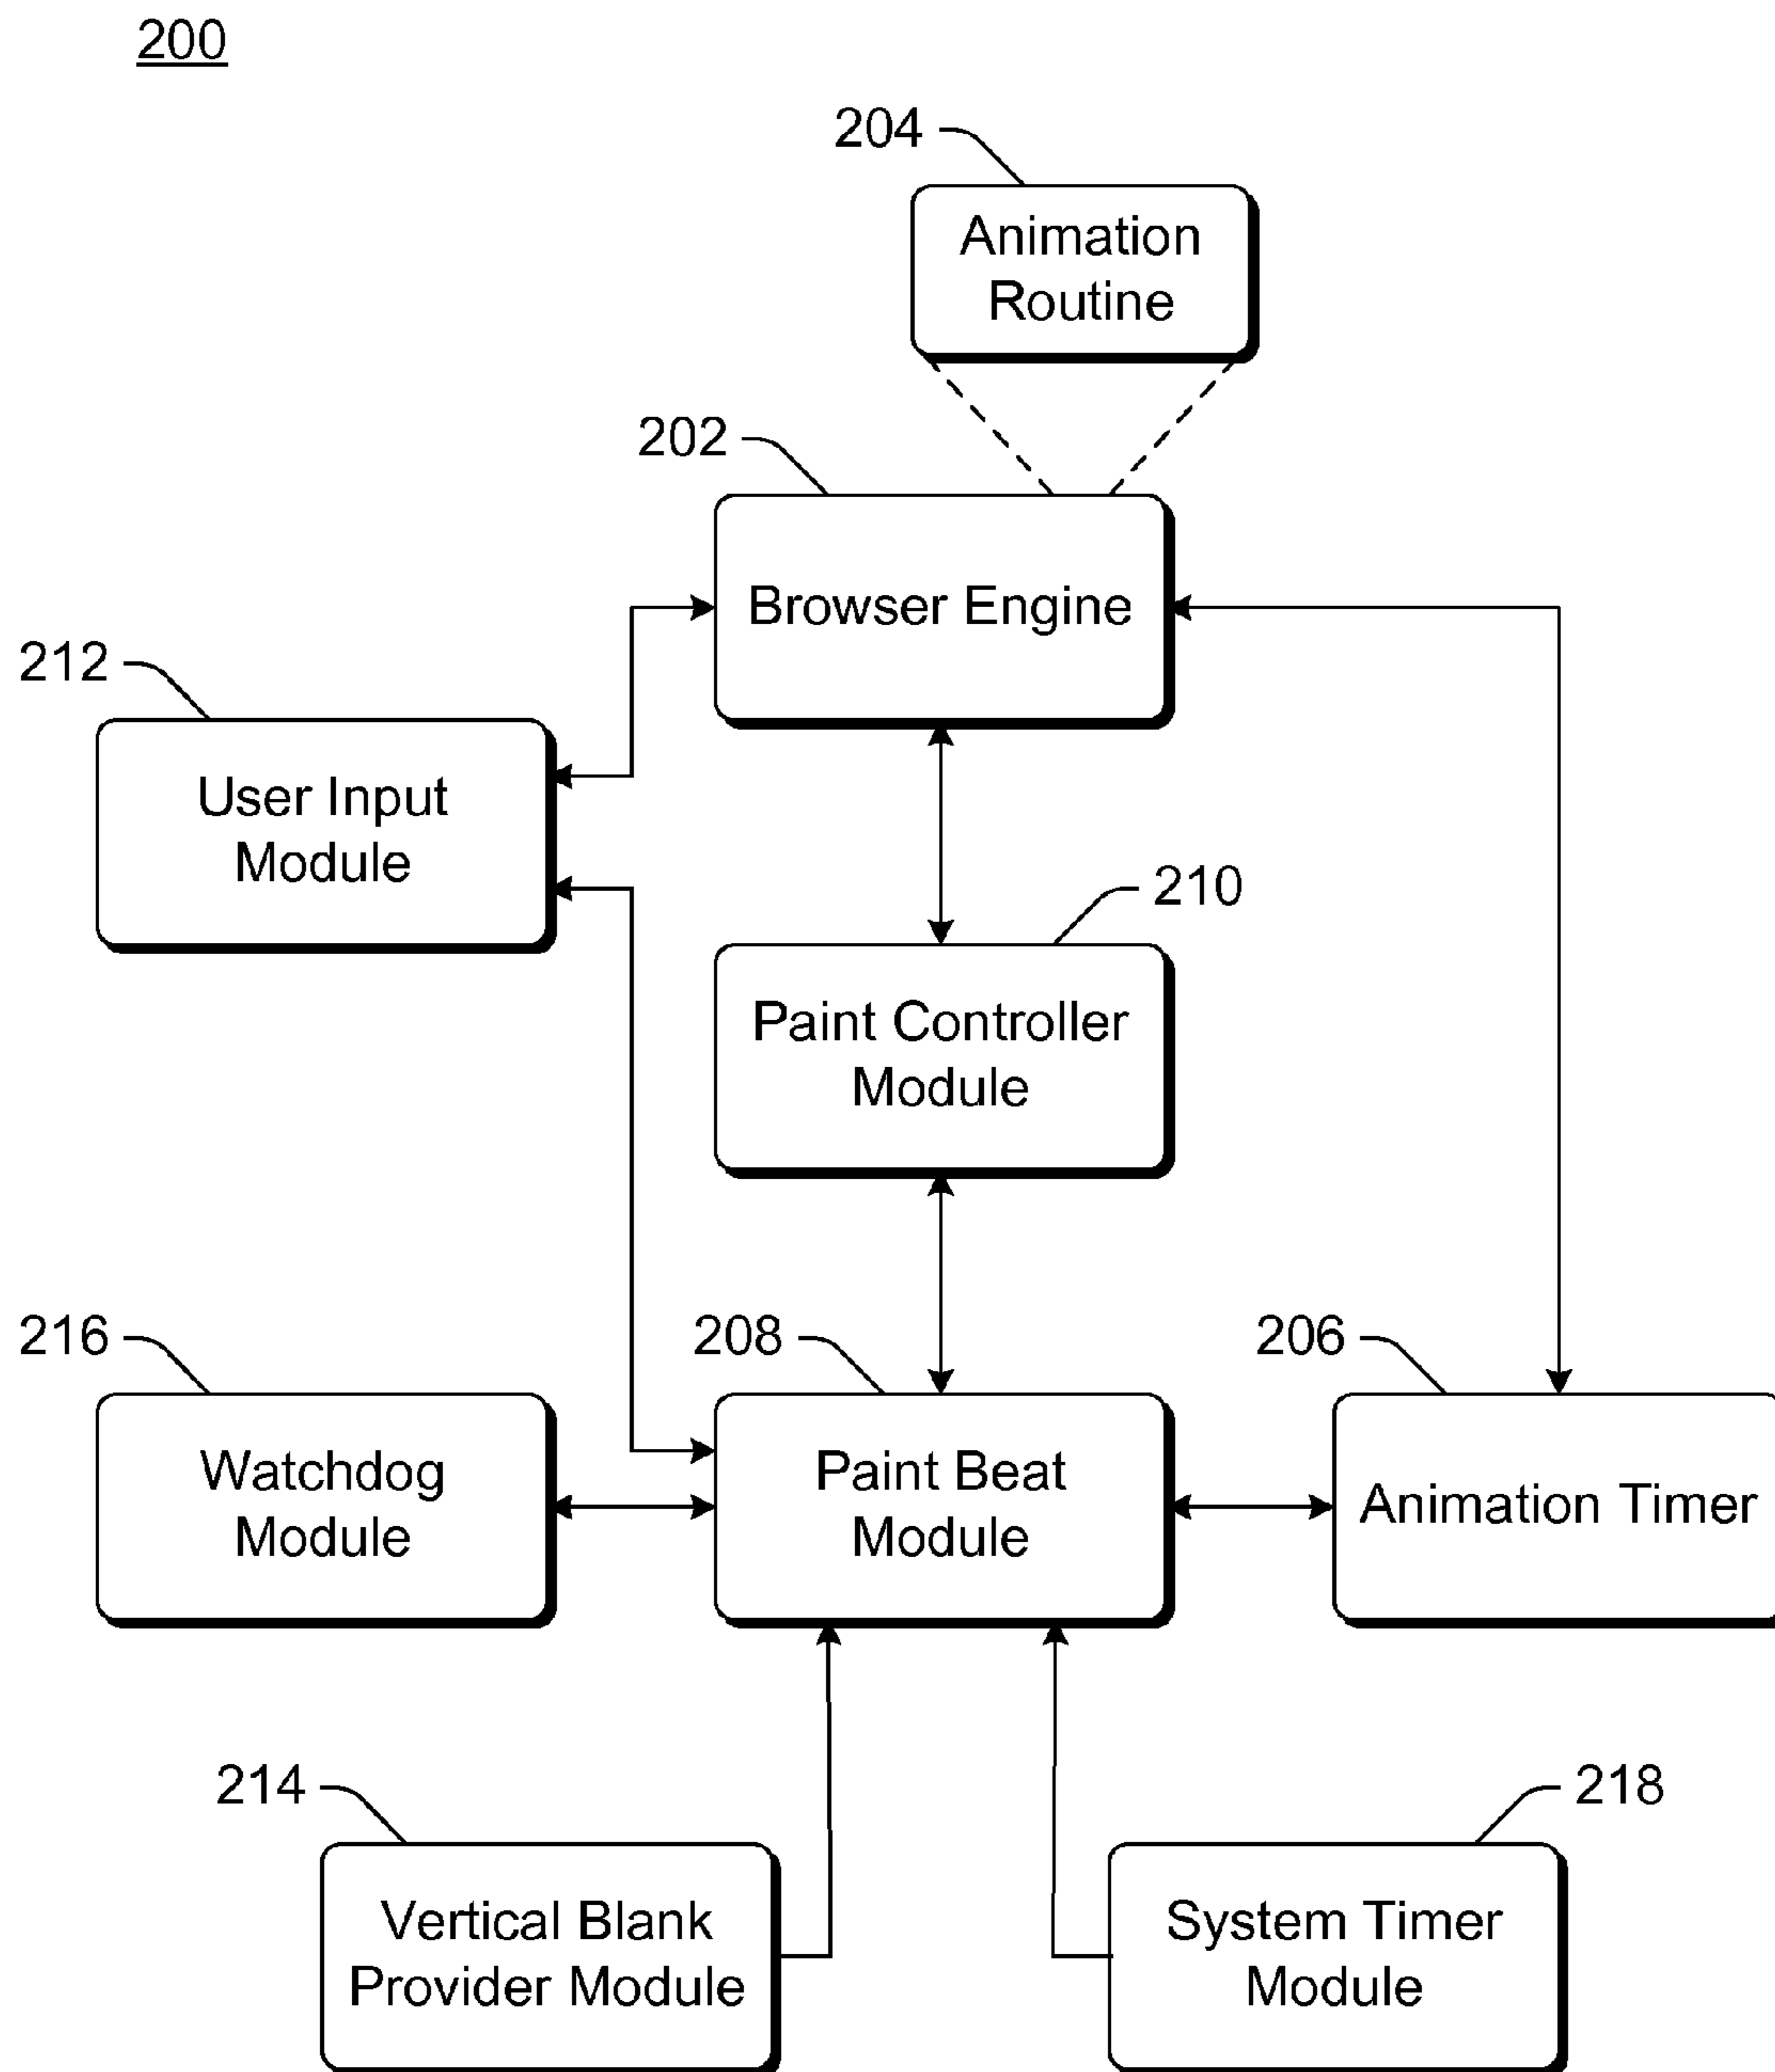 200
204
Animation
Routine
202
Browser Engine
212
User Input
Module
210
Paint Controller
Module
216
208
206
Watchdog
Module
Paint Beat
Module
Animation Timer
214
218
Vertical Blank
Provider Module
System Timer
Module